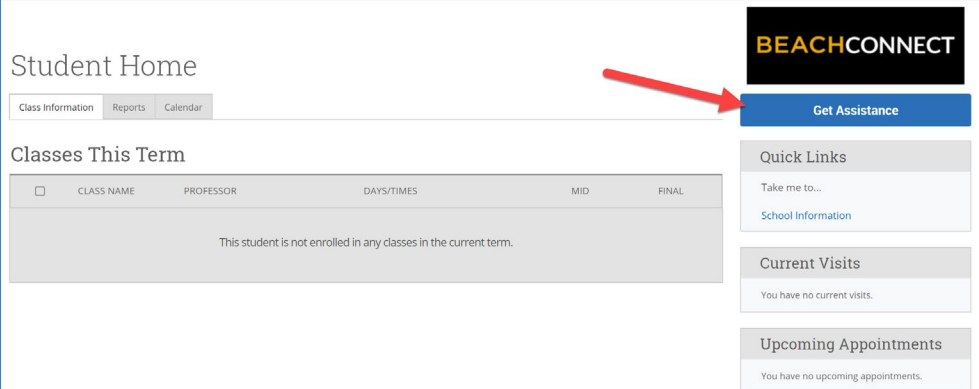 Student Home
Class Information Reports Calendar
Classes This Term
CLASS NAME PROFESSOR DAYS/TIMES MID FINAL
This student is not enrolled in any classes in the current term.
BEACHCONNECT
Get Assistance
Quick Links
Take me to...
School Information
Current Visits
You have no current visits.
Upcoming Appointments
You have no upcoming appointments.